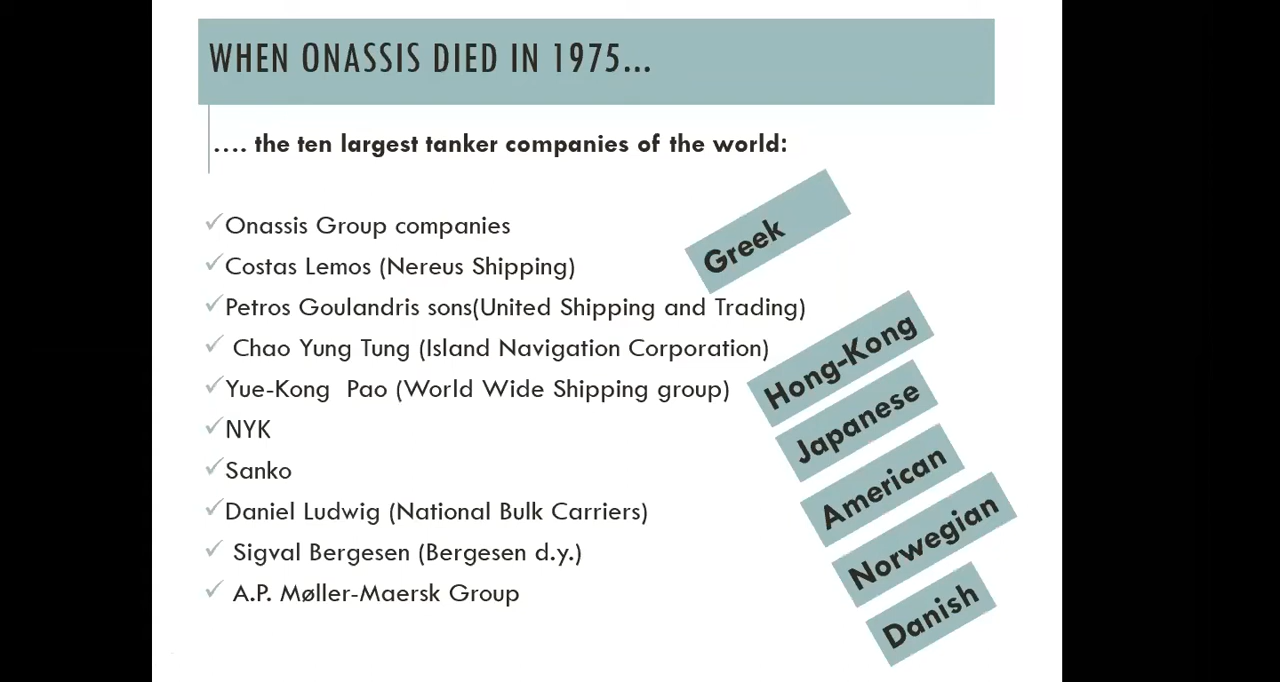 WHEN ONASSIS DIED IN 1975...
.... the ten largest tanker companies of the world:
Onassis Group companies
Costas Lemos (Nereus Shipping)
Petros Goulandris sons(United Shipping and Trading)
Chao Yung Tung (Island Navigation Corporation)
Yue-Kong Pao (World Wide Shipping group)
NYK
Sanko
Daniel Ludwig (National Bulk Carriers)
Sigval Bergesen (Bergesen d.y.)
A.P. Møller-Maersk Group
Greek
Hong-Kong
Japanese
American
Norwegian
Danish